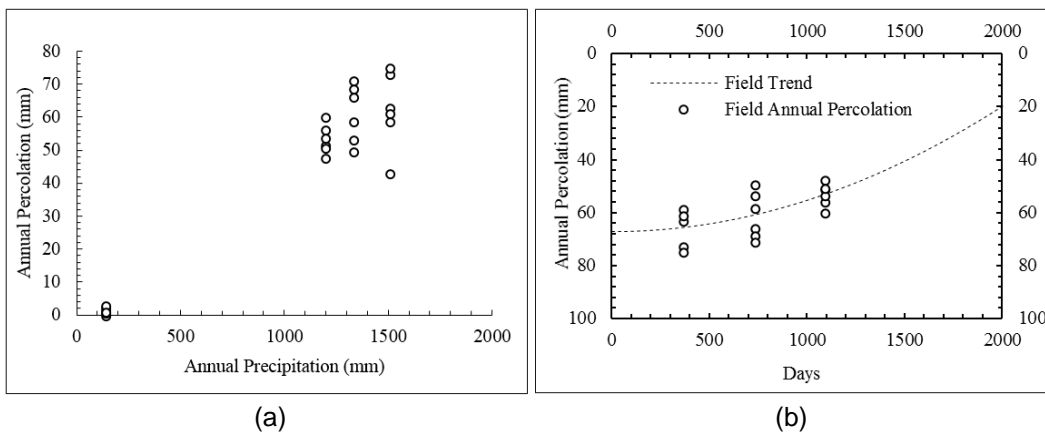 80
70
60
50
40
30
20
10
0
Annual Percolation (mm)
0 500 1000 1500 2000
Annual Precipitation (mm)
(a)
0 500 1000 1500 2000
0 0
20 20
40 40
60 60
80 80
100 100
Annual Percolation (mm)
Field Trend
Field Annual Percolation
0 500 1000 1500 2000
Days
(b)